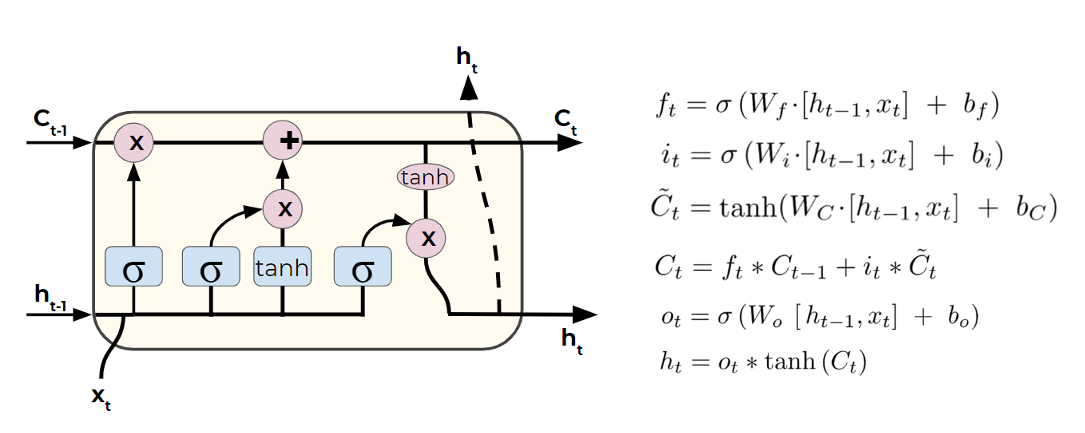 h_t
C_{t-1}
C_t
x
+
tanh
x
x
σ
σ
tanh
σ
h_{t-1}
h_t
x_t
f_t = σ (W_f·[h_{t−1}, x_t] + b_f)
i_t = σ (W_i·[h_{t−1}, x_t] + b_i)
C̃_t = tanh(W_C·[h_{t−1}, x_t] + b_C)
C_t = f_t ∗ C_{t−1} + i_t ∗ C̃_t
o_t = σ (W_o [h_{t−1}, x_t] + b_o)
h_t = o_t ∗ tanh (C_t)